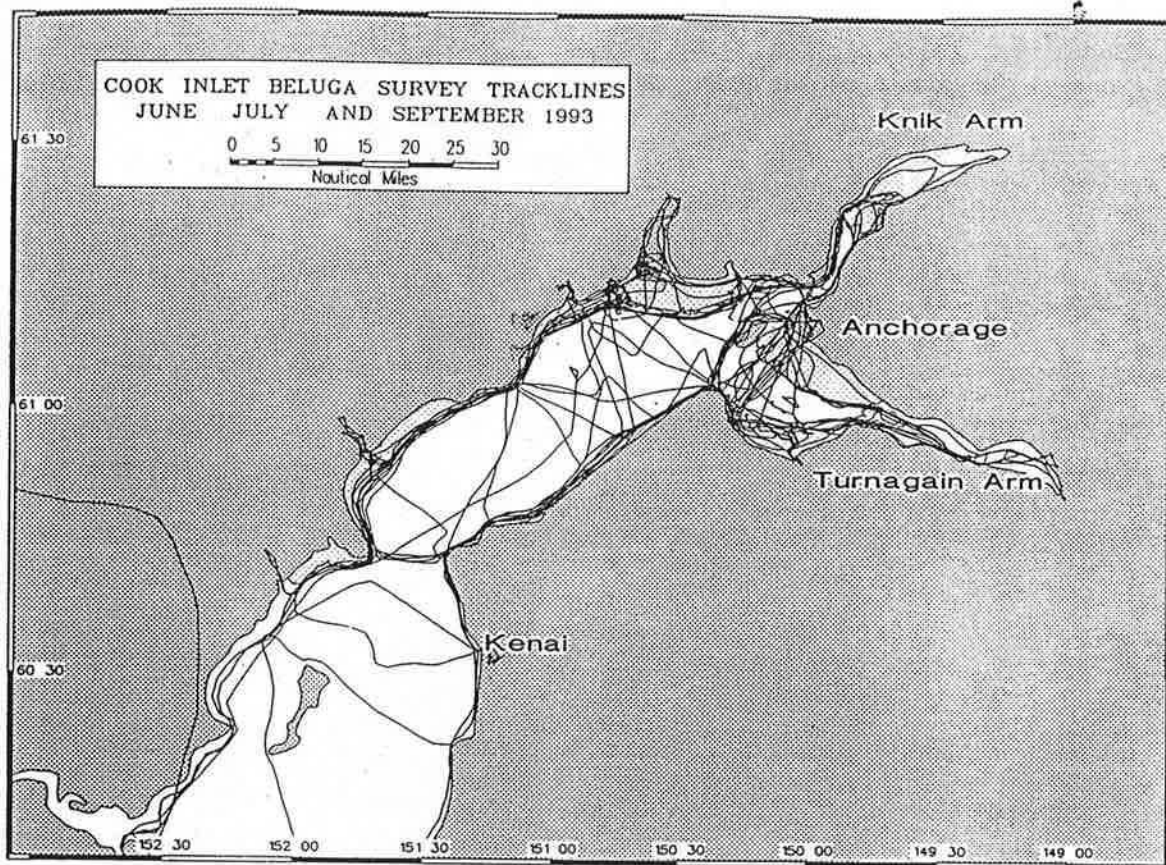 COOK INLET BELUGA SURVEY TRACKLINES
JUNE JULY AND SEPTEMBER 1993
0 5 10 15 20 25 30
Nautical Miles
Knik Arm
61 30
Anchorage
61 00
Turnagain Arm
Kenai
60 30
152 30 152 00 151 30 151 00 150 30 150 00 149 30 149 00